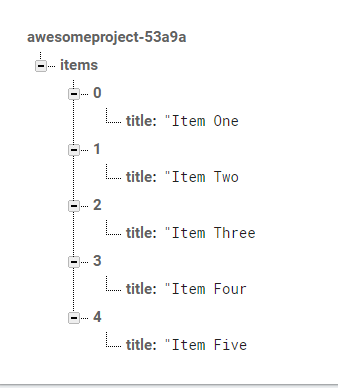 awesomeproject-53a9a
items
0
title: "Item One
1
title: "Item Two
2
title: "Item Three
3
title: "Item Four
4
title: "Item Five